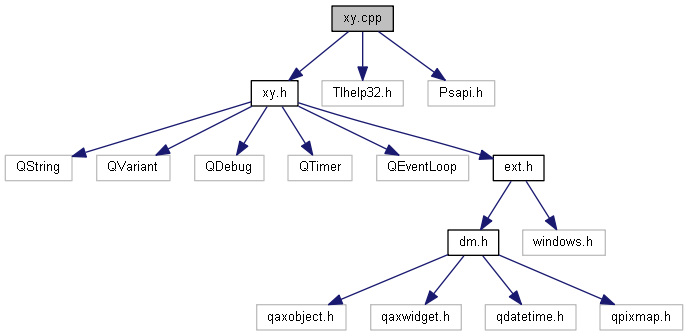 xy.cpp
xy.h
Tlhelp32.h
Psapi.h
QString
QVariant
QDebug
QTimer
QEventLoop
ext.h
dm.h
windows.h
qaxobject.h
qaxwidget.h
qdatetime.h
qpixmap.h